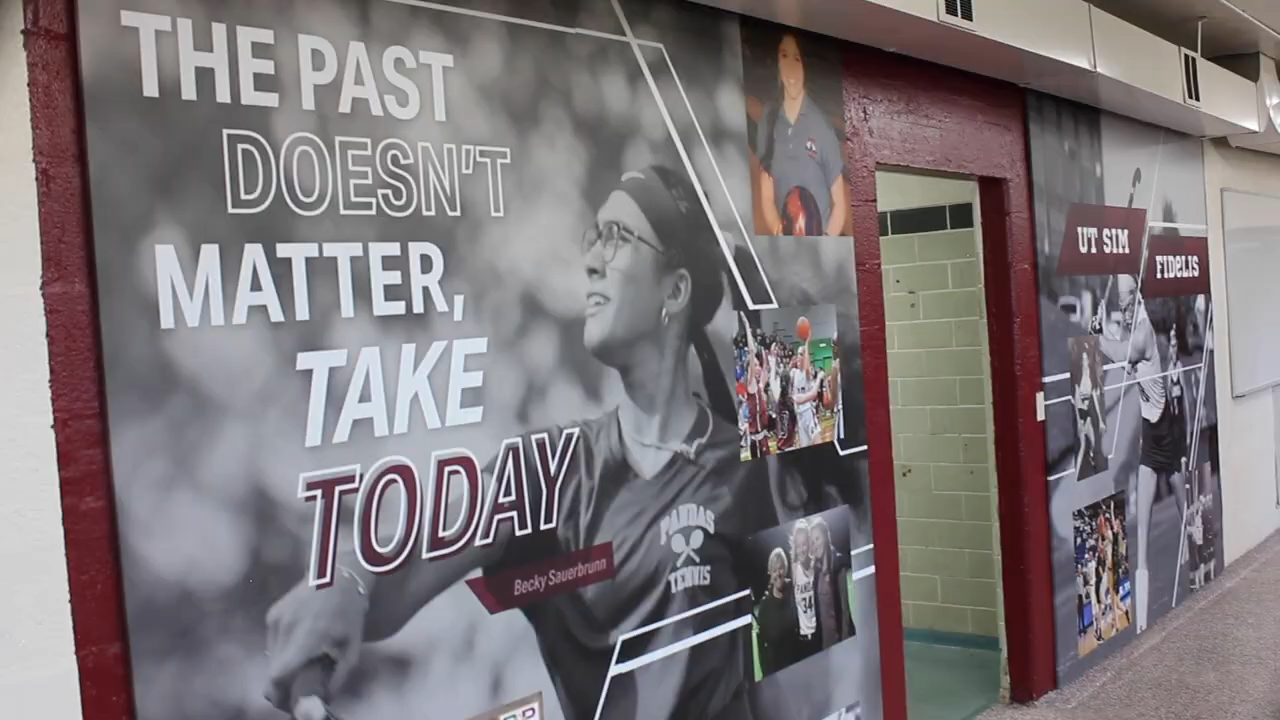 THE PAST
DOESN'T
MATTER,
TAKE
TODAY
Becky Sauerbrunn
PANDAS
TENNIS
34
UT SIM
FIDELIS